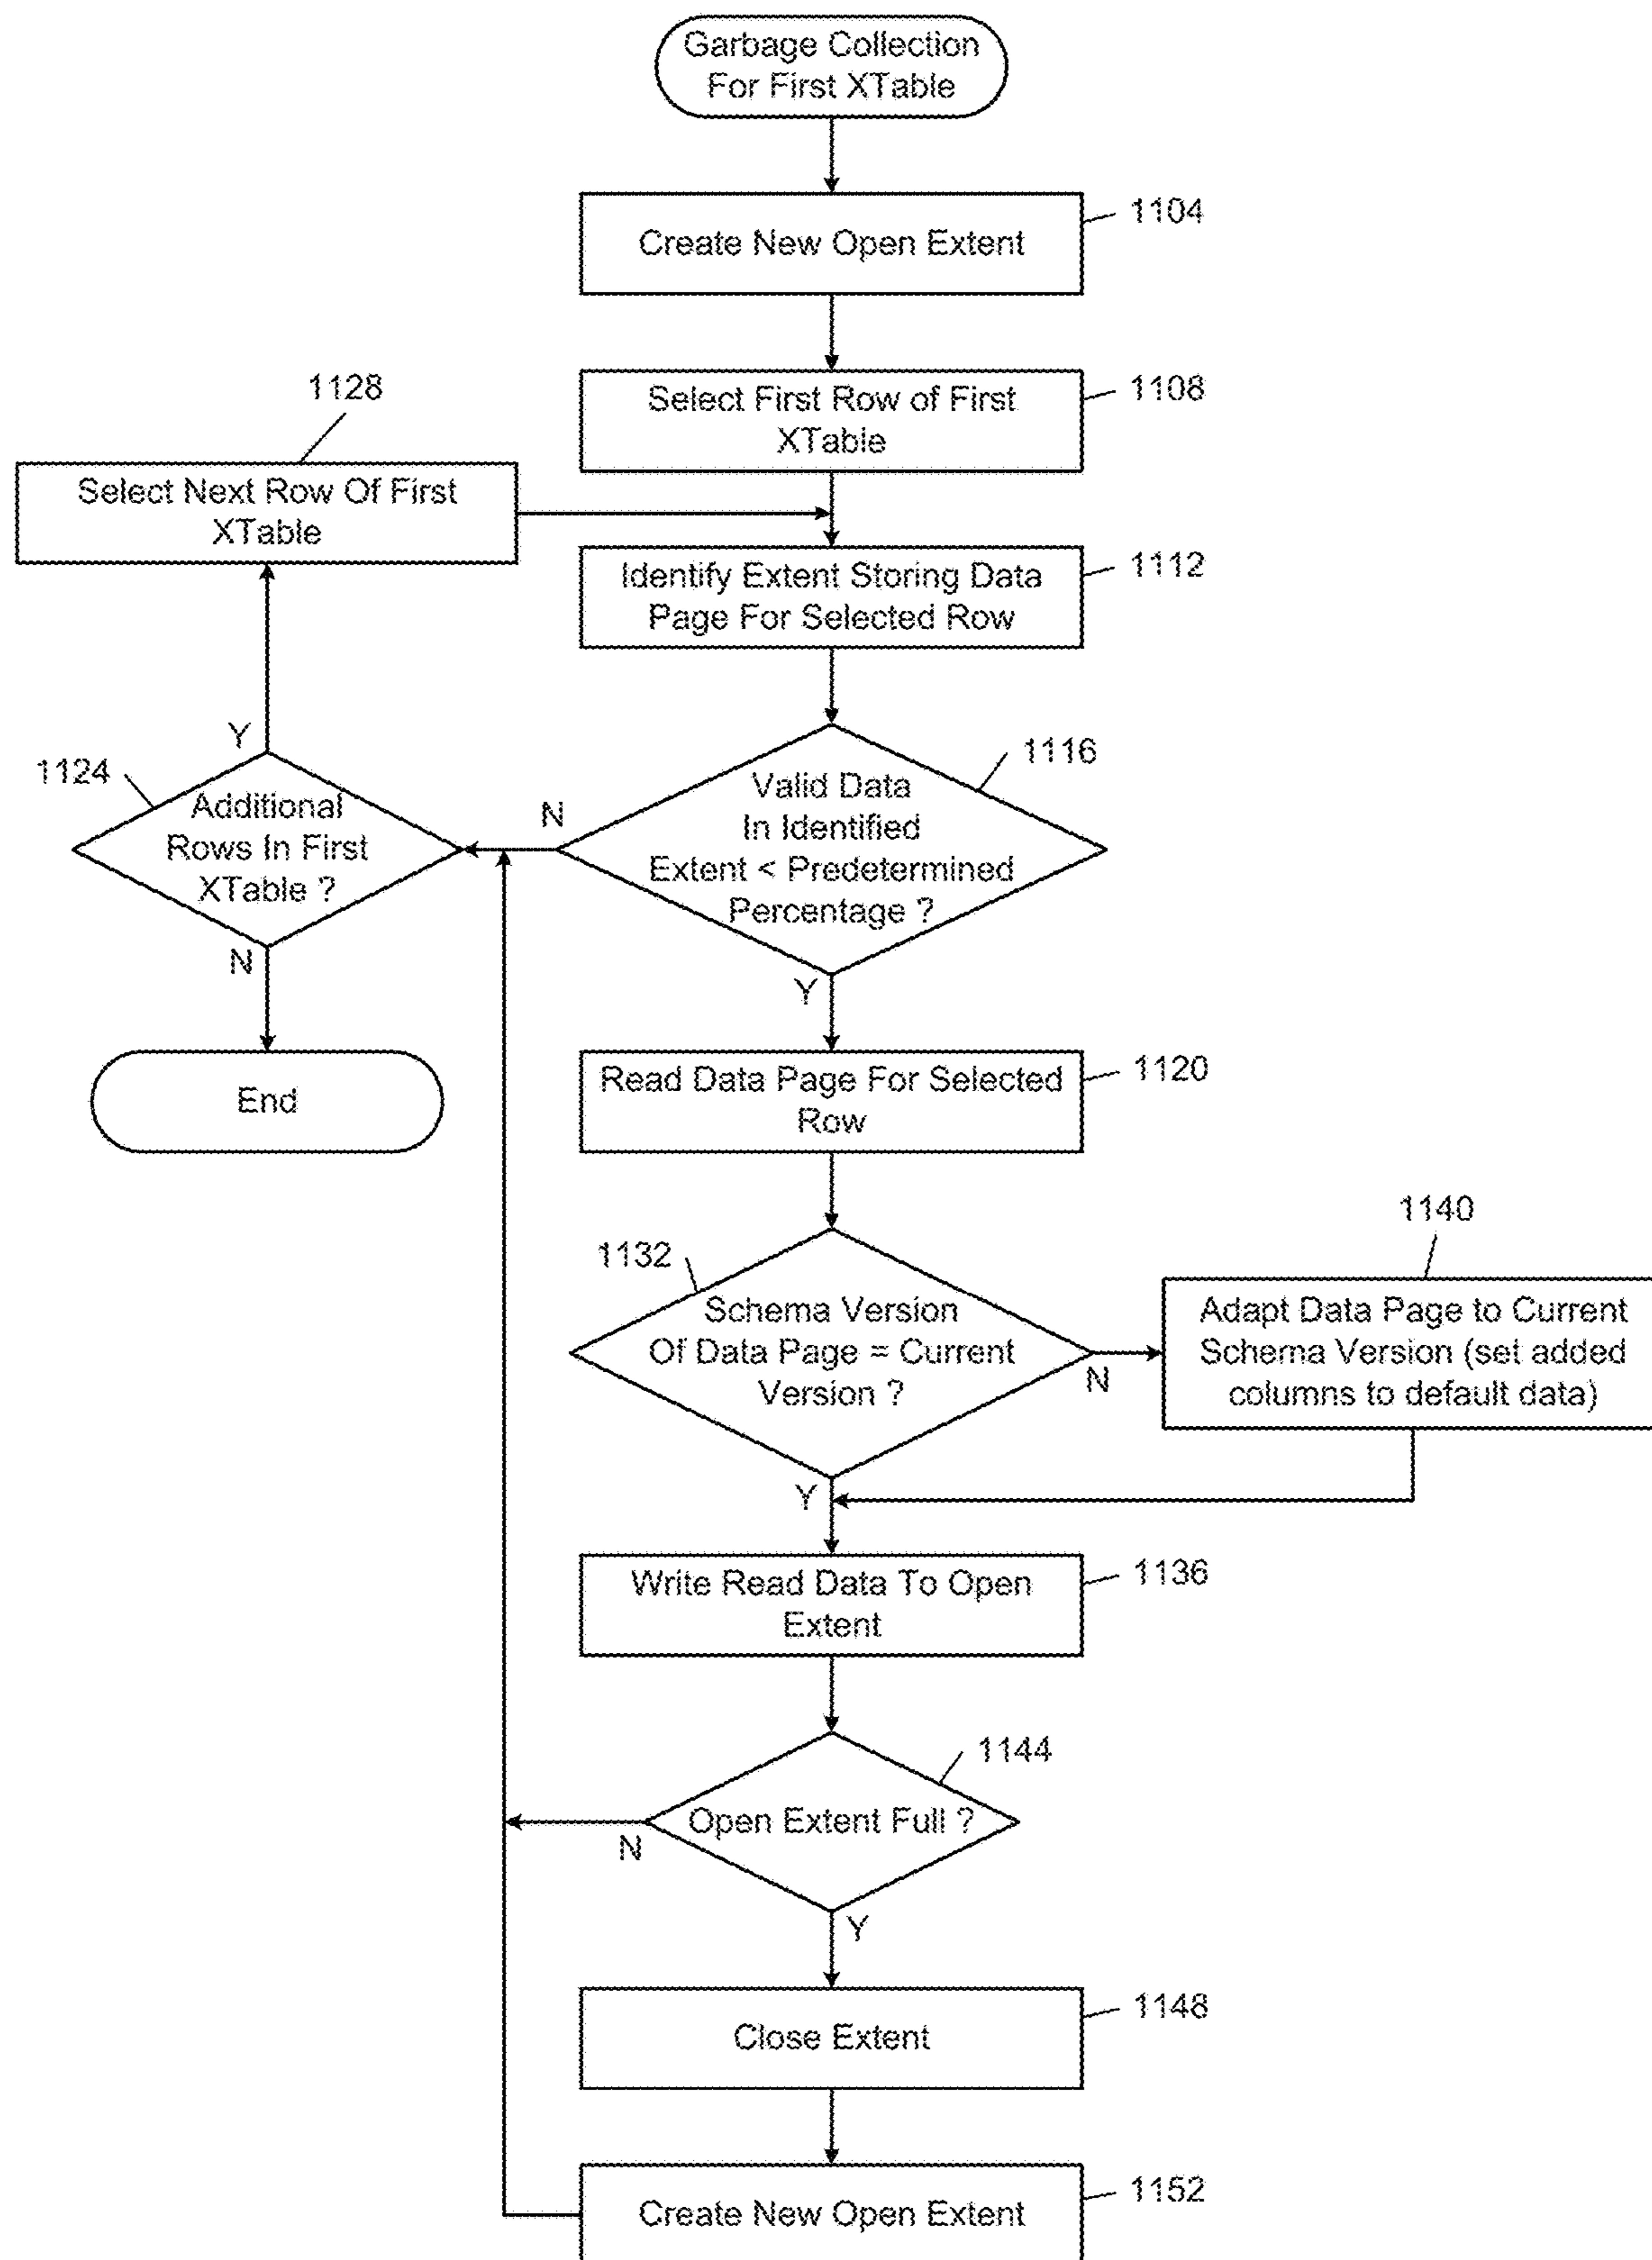 Garbage Collection
For First XTable
1104
Create New Open Extent
1128
1108
Select First Row of First
XTable
Select Next Row Of First
XTable
1112
Identify Extent Storing Data
Page For Selected Row
Y
1116
1124
Valid Data
In Identified
Extent < Predetermined
Percentage ?
N
Additional
Rows In First
XTable ?
N
Y
End
1120
Read Data Page For Selected
Row
1140
1132
Schema Version
Of Data Page = Current
Version ?
N
Adapt Data Page to Current
Schema Version (set added
columns to default data)
Y
1136
Write Read Data To Open
Extent
1144
Open Extent Full ?
N
Y
1148
Close Extent
1152
Create New Open Extent